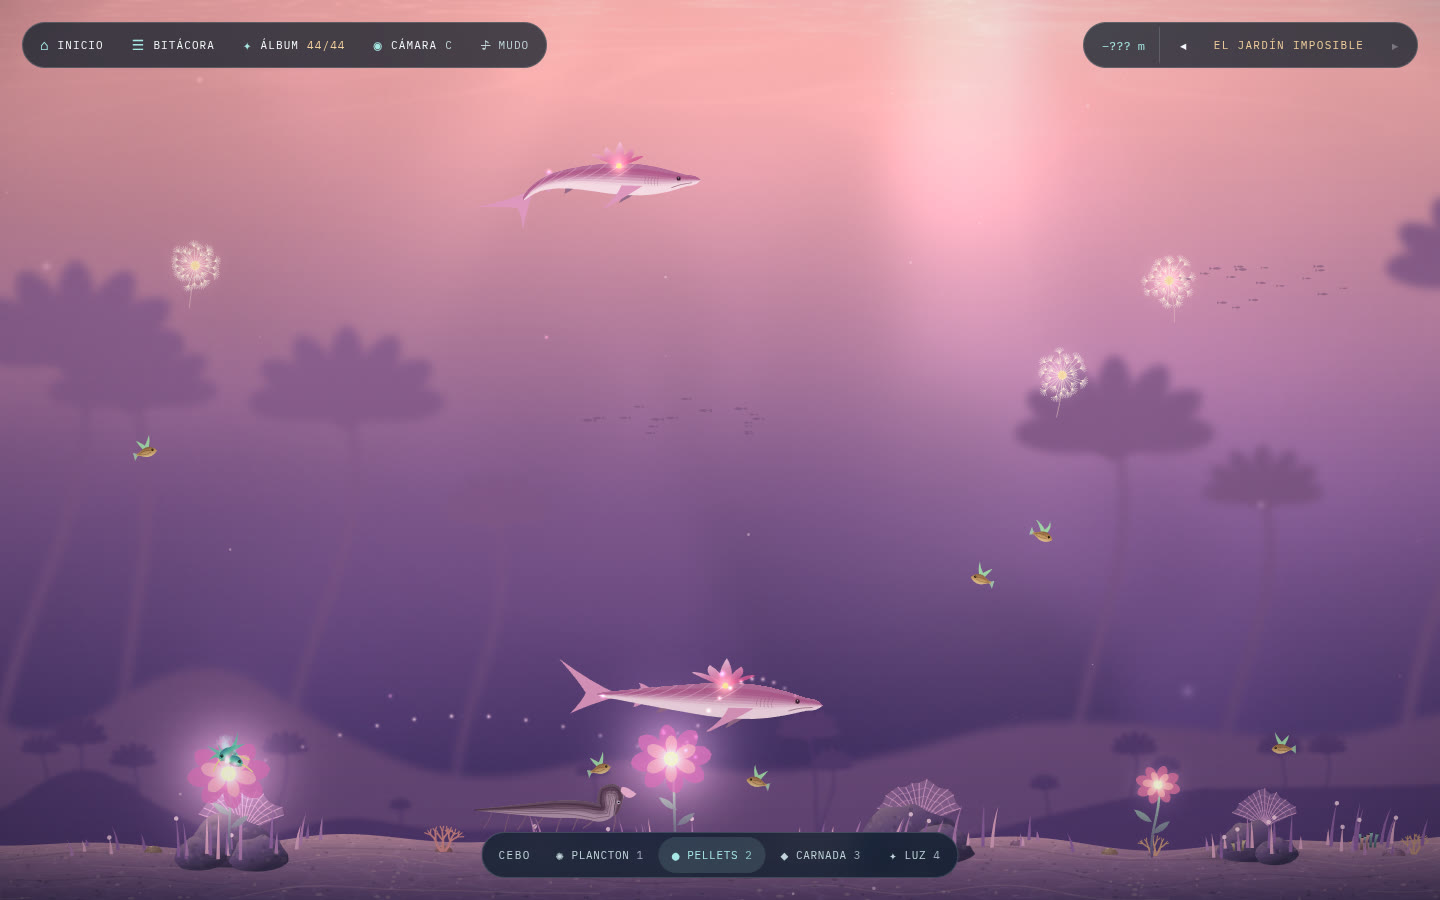 INICIO BITÁCORA ÁLBUM 44/44 CÁMARA C MUDO
−??? m EL JARDÍN IMPOSIBLE
CEBO PLANCTON 1 PELLETS 2 CARNADA 3 LUZ 4